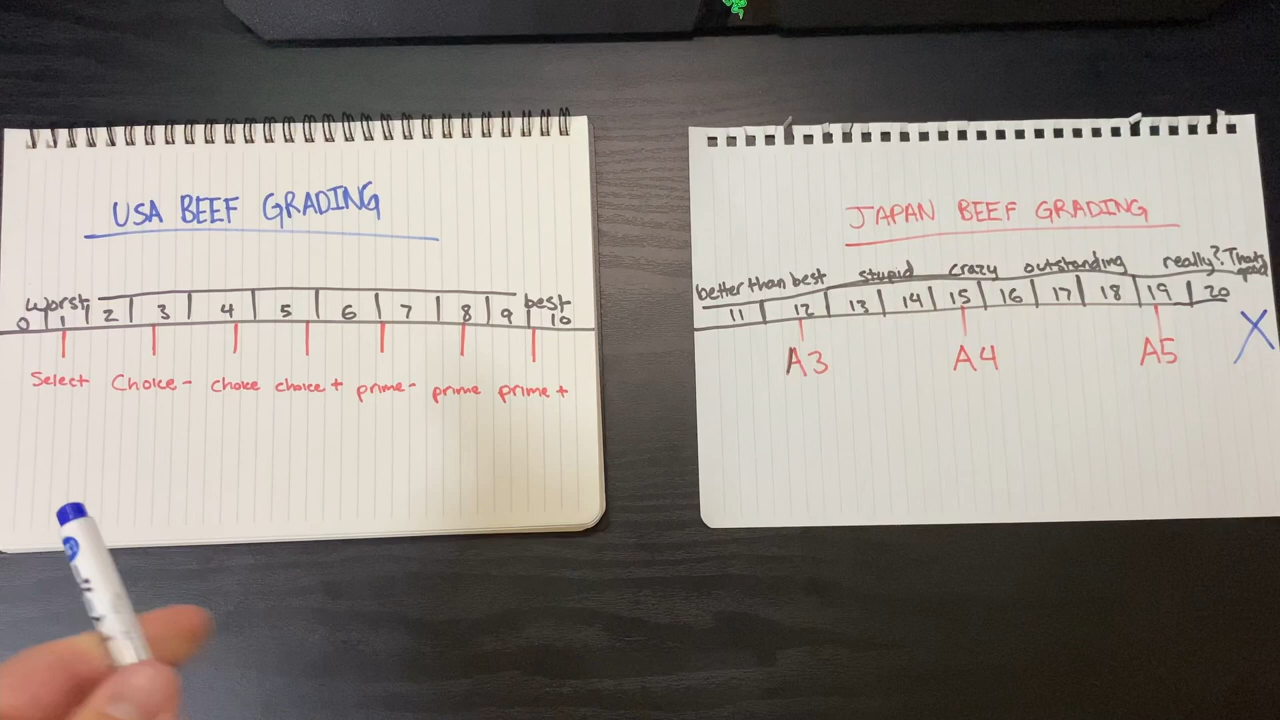 USA BEEF GRADING
worst best
0 1 2 3 4 5 6 7 8 9 10
Select Choice- choice choice+ prime- prime prime+
JAPAN BEEF GRADING
better than best stupid crazy outstanding really? Thats good
11 12 13 14 15 16 17 18 19 20
A3 A4 A5
X